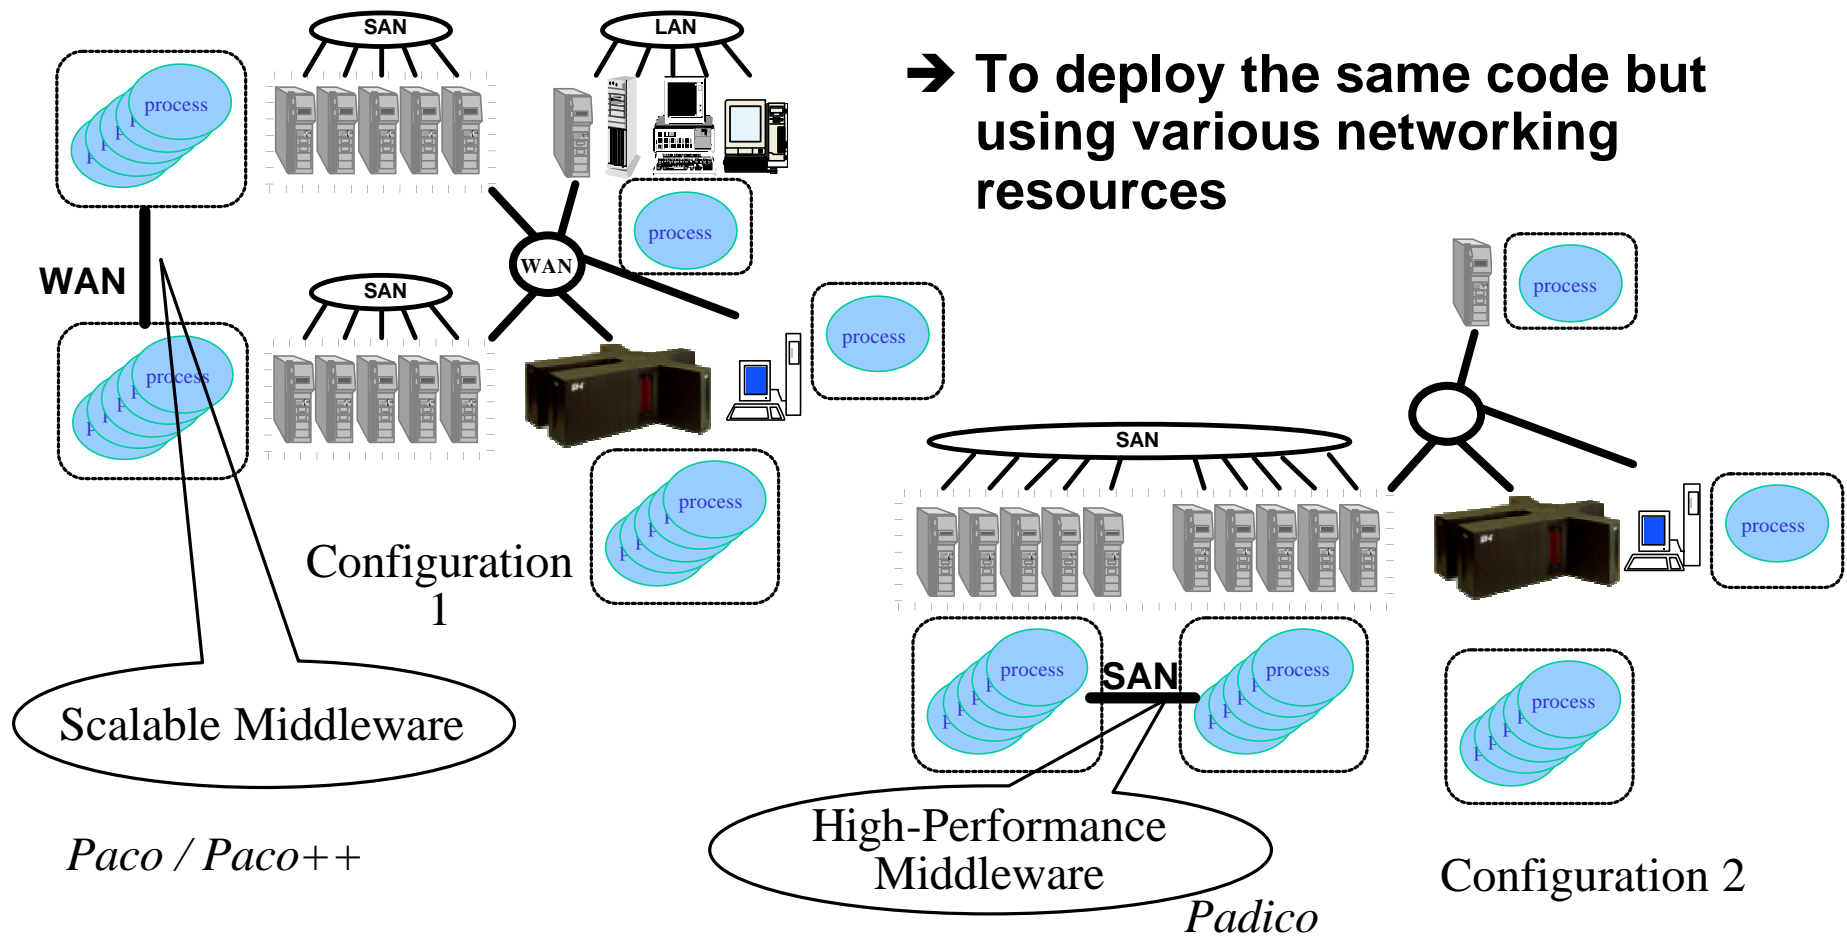 SAN
LAN
➔ To deploy the same code but
using various networking
resources
process
process
WAN
WAN
SAN
process
process
process
process
Configuration
1
SAN
process
process
process
SAN
process
process
Scalable Middleware
Paco / Paco++
High-Performance
Middleware
Padico
Configuration 2